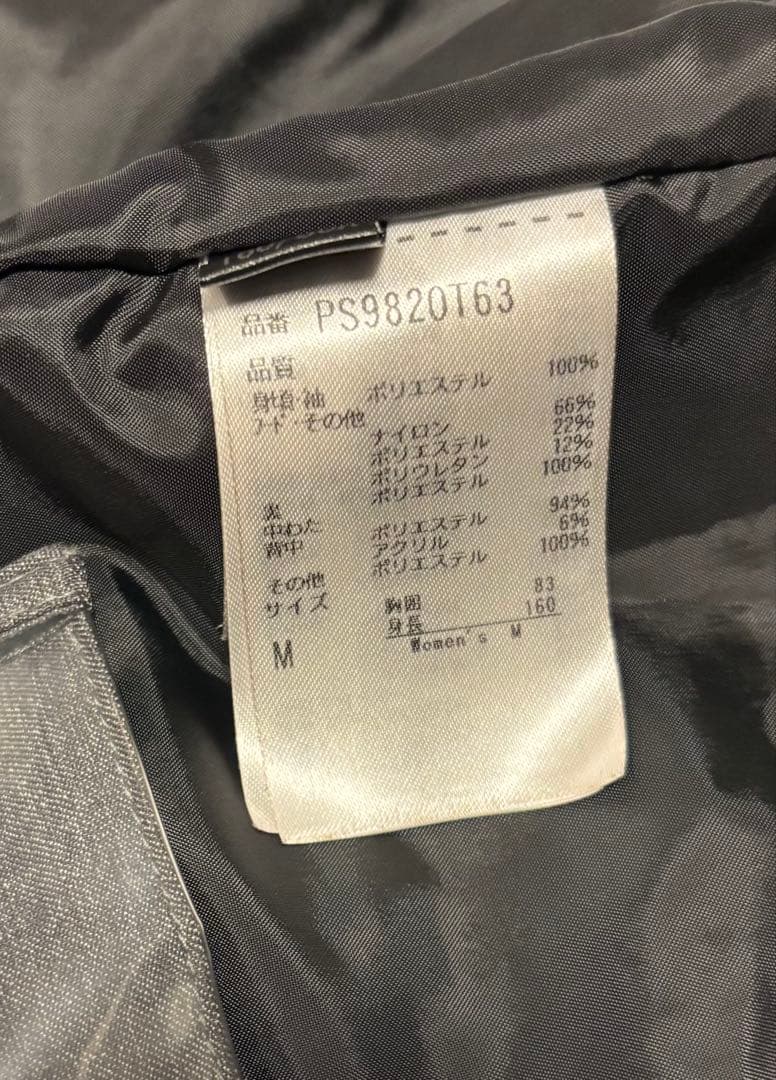 品番 PS9820T63
品質
身頃・袖 ポリエステル 100%
フード・その他
ナイロン 66%
ポリエステル 22%
ポリウレタン 12%
裏 ポリエステル 100%
中わた
背中 ポリエステル 94%
アクリル 6%
その他 ポリエステル 100%
サイズ
胸囲 83
身長 160
M
Women's M